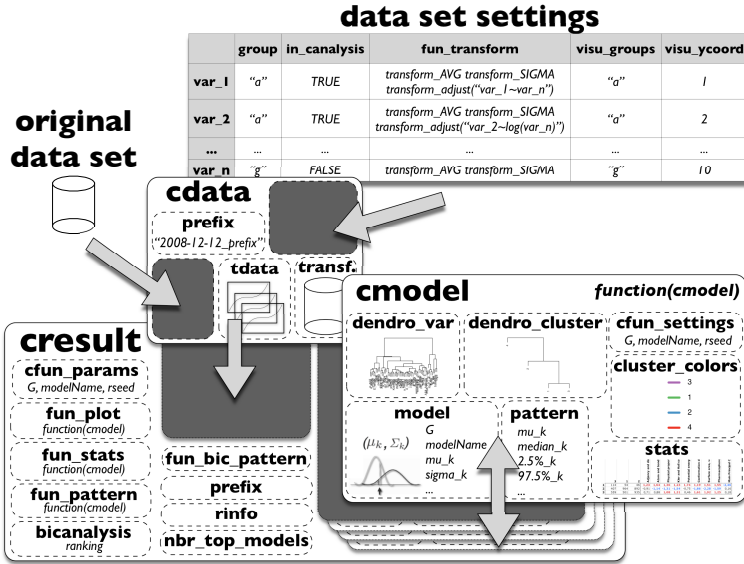 data set settings
group in_canalysis fun_transform visu_groups visu_ycoord
var_1 “a” TRUE transform_AVG transform_SIGMA “a” 1
transform_adjust(“var_1~var_n”)
var_2 “a” TRUE transform_AVG transform_SIGMA “a” 2
transform_adjust(“var_2~log(var_n)”)
... ... ... ... ... ...
var_n “g” FALSE transform_AVG transform_SIGMA “g” 10
original
data set
cdata
prefix
“2008-12-12_prefix”
tdata
transf.
cmodel
function(cmodel)
dendro_var
dendro_cluster
cfun_settings
G, modelName, rseed
cluster_colors
3
1
2
4
model
G
modelName
mu_k
sigma_k
...
(μk, Σk)
pattern
mu_k
median_k
2.5%_k
97.5%_k
...
stats
cresult
cfun_params
G, modelName, rseed
fun_plot
function(cmodel)
fun_stats
function(cmodel)
fun_pattern
function(cmodel)
bicanalysis
ranking
fun_bic_pattern
prefix
rinfo
nbr_top_models